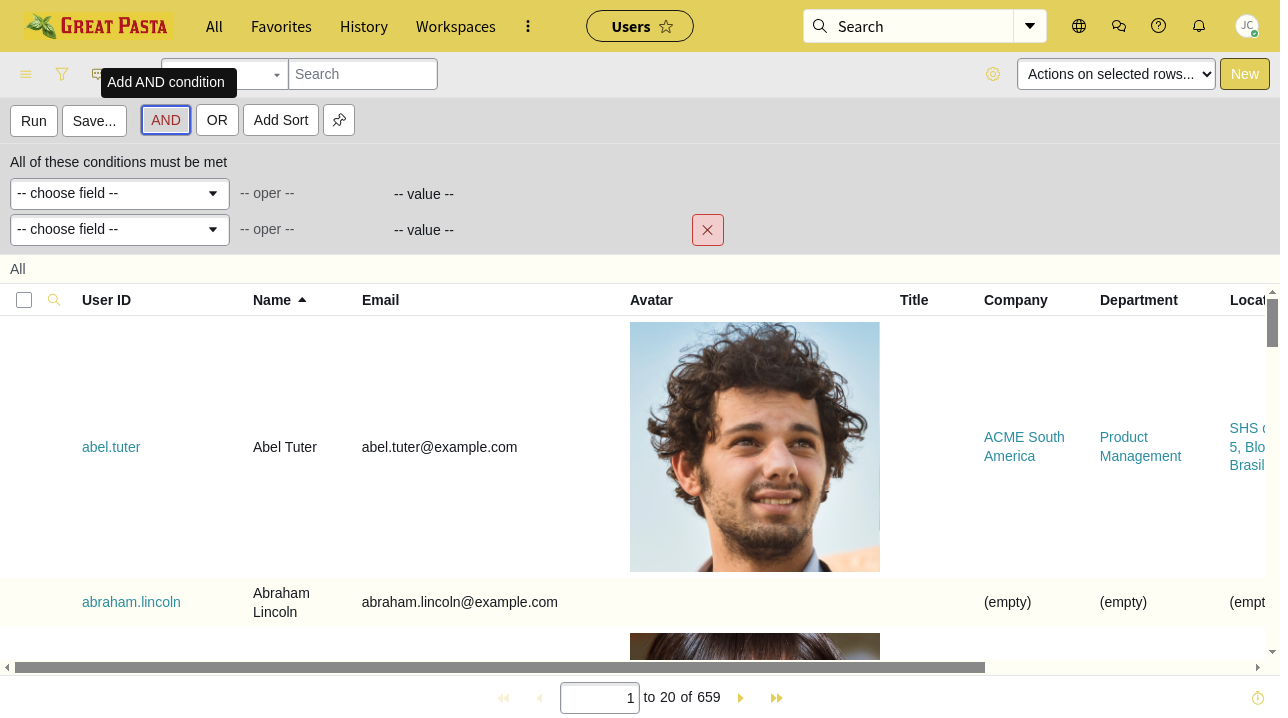 GREAT PASTA
All Favorites History Workspaces
Users
Search
JC
Add AND condition
Search
Actions on selected rows...
New
Run Save... AND OR Add Sort
All of these conditions must be met
-- choose field -- -- oper -- -- value --
-- choose field -- -- oper -- -- value --
All
User ID Name Email Avatar Title Company Department Locat
abel.tuter Abel Tuter abel.tuter@example.com ACME South America Product Management SHS
5, Blo
Brasil
abraham.lincoln Abraham Lincoln abraham.lincoln@example.com (empty) (empty) (empt
1 to 20 of 659